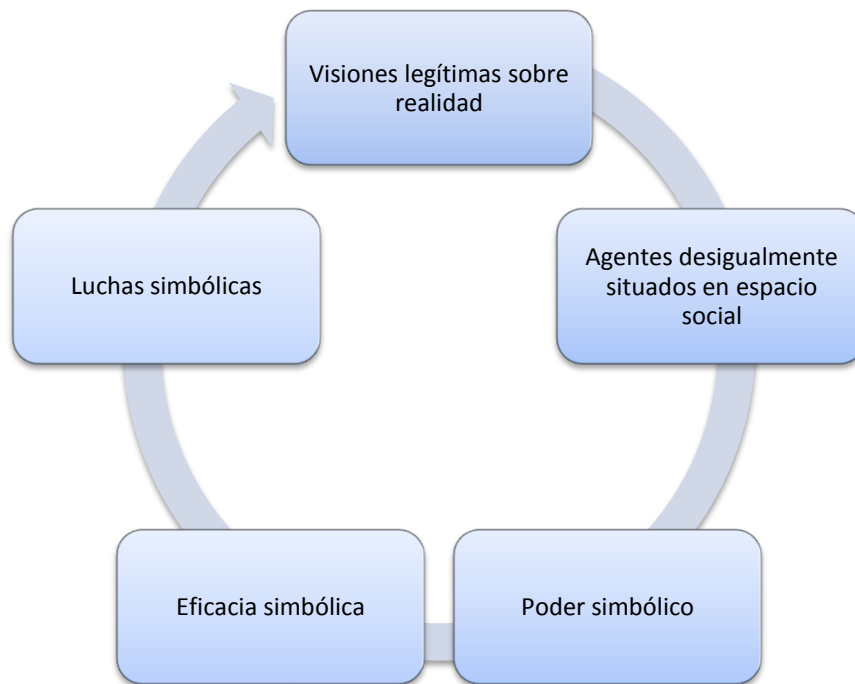 Visiones legítimas sobre
realidad
Agentes desigualmente
situados en espacio
social
Poder simbólico
Eficacia simbólica
Luchas simbólicas